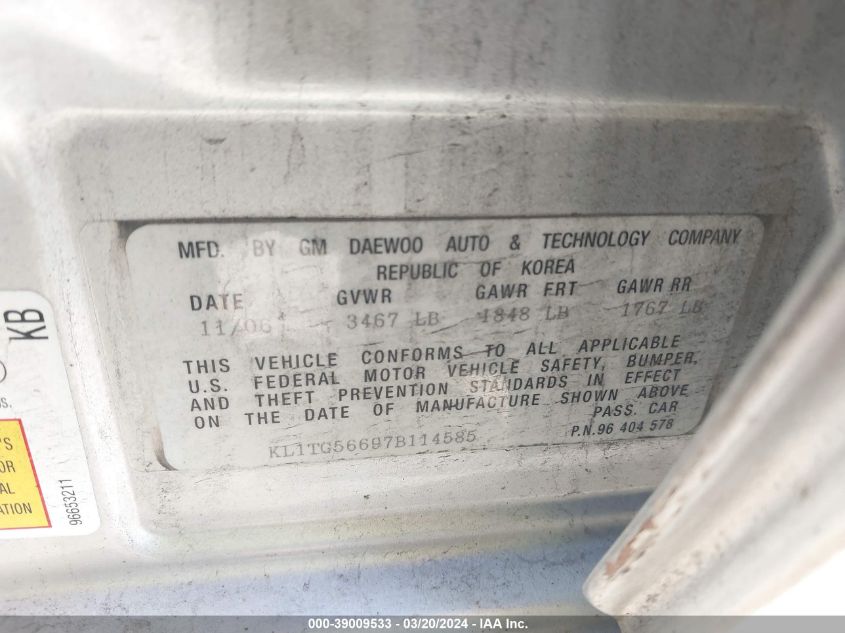 MFD. BY GM DAEWOO AUTO & TECHNOLOGY COMPANY
REPUBLIC OF KOREA
DATE GVWR GAWR FRT GAWR RR
11/06 3467 LB 1848 LB 1767 LB
THIS VEHICLE CONFORMS TO ALL APPLICABLE
U.S. FEDERAL MOTOR VEHICLE SAFETY, BUMPER,
AND THEFT PREVENTION STANDARDS IN EFFECT
ON THE DATE OF MANUFACTURE SHOWN ABOVE
PASS. CAR
KL1TG56697B114585 P.N.96 404 578
KB
96653211
000-39009533 - 03/20/2024 - IAA Inc.